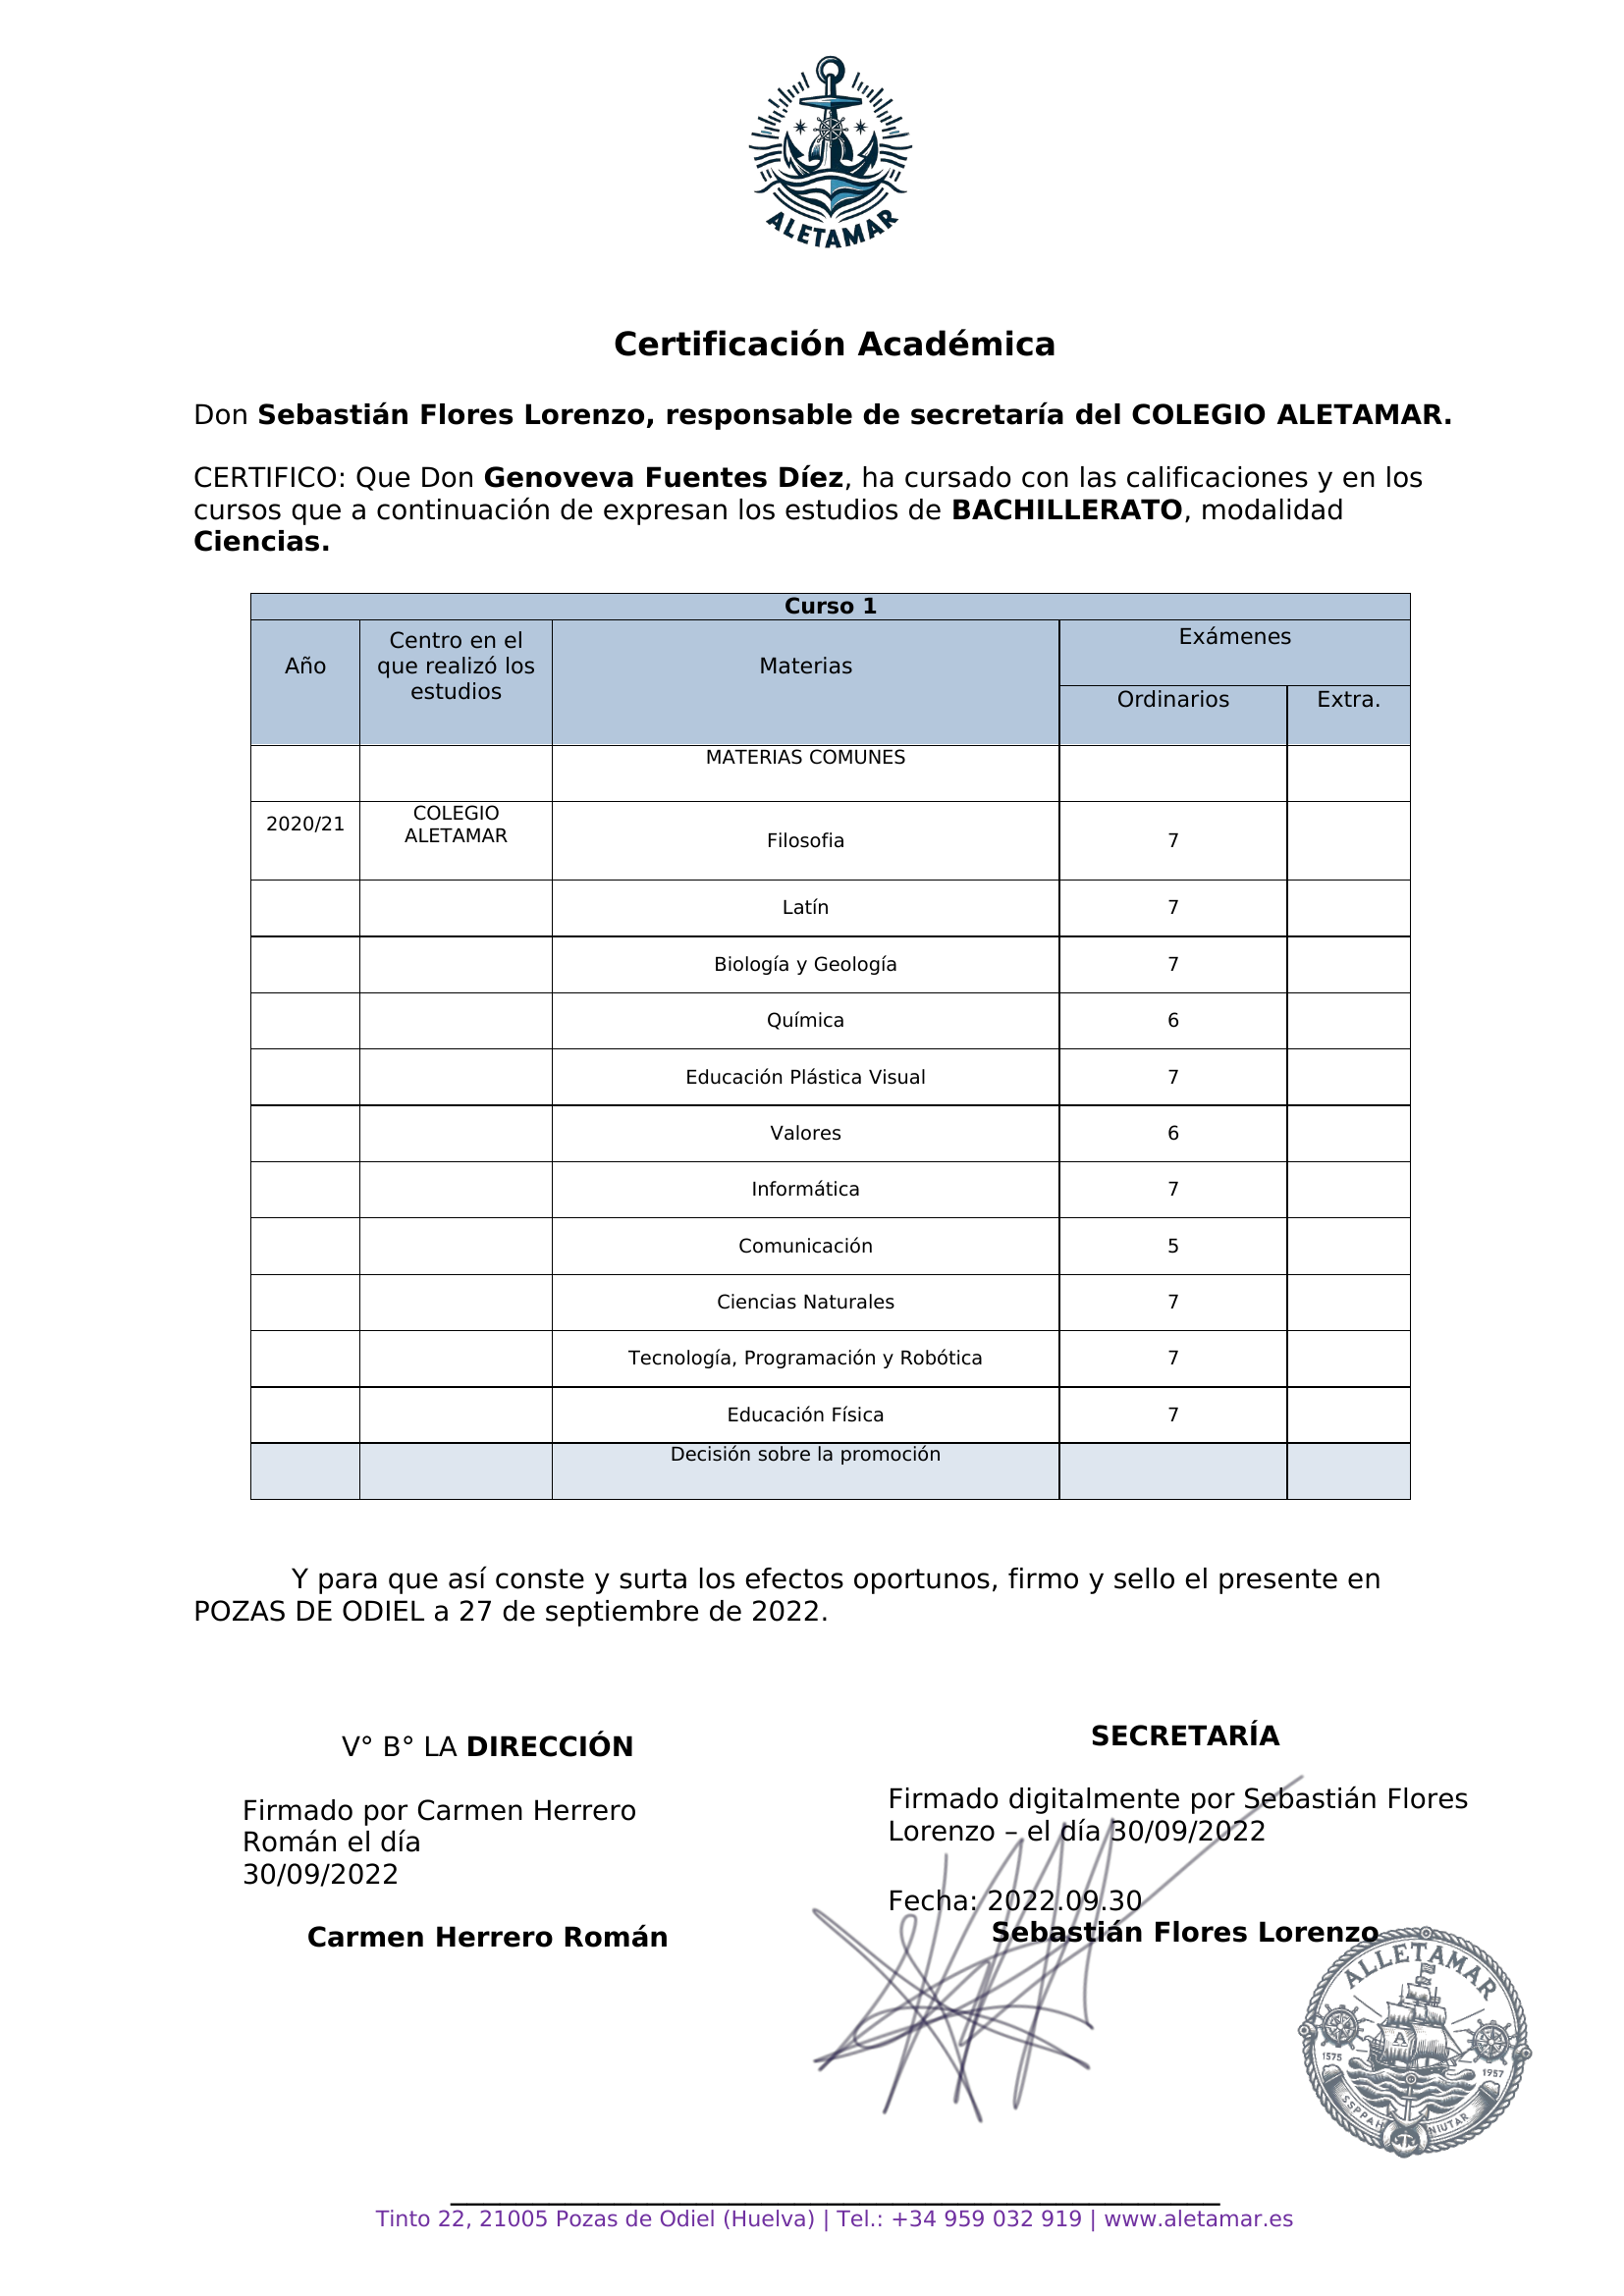 ALETAMAR
Certificación Académica
Don Sebastián Flores Lorenzo, responsable de secretaría del COLEGIO ALETAMAR.
CERTIFICO: Que Don Genoveva Fuentes Díez, ha cursado con las calificaciones y en los
cursos que a continuación de expresan los estudios de BACHILLERATO, modalidad
Ciencias.
Curso 1
Año
Centro en el
que realizó los
estudios
Materias
Exámenes
Ordinarios
Extra.
MATERIAS COMUNES
2020/21
COLEGIO
ALETAMAR
Filosofia
7
Latín
7
Biología y Geología
7
Química
6
Educación Plástica Visual
7
Valores
6
Informática
7
Comunicación
5
Ciencias Naturales
7
Tecnología, Programación y Robótica
7
Educación Física
7
Decisión sobre la promoción
Y para que así conste y surta los efectos oportunos, firmo y sello el presente en
POZAS DE ODIEL a 27 de septiembre de 2022.
V° B° LA DIRECCIÓN
Firmado por Carmen Herrero
Román el día
30/09/2022
Carmen Herrero Román
SECRETARÍA
Firmado digitalmente por Sebastián Flores
Lorenzo – el día 30/09/2022
Fecha: 2022.09.30
Sebastián Flores Lorenzo
ALLETAMAR
A
1575
1957
SSPPAH
NIUTAR
Tinto 22, 21005 Pozas de Odiel (Huelva) | Tel.: +34 959 032 919 | www.aletamar.es